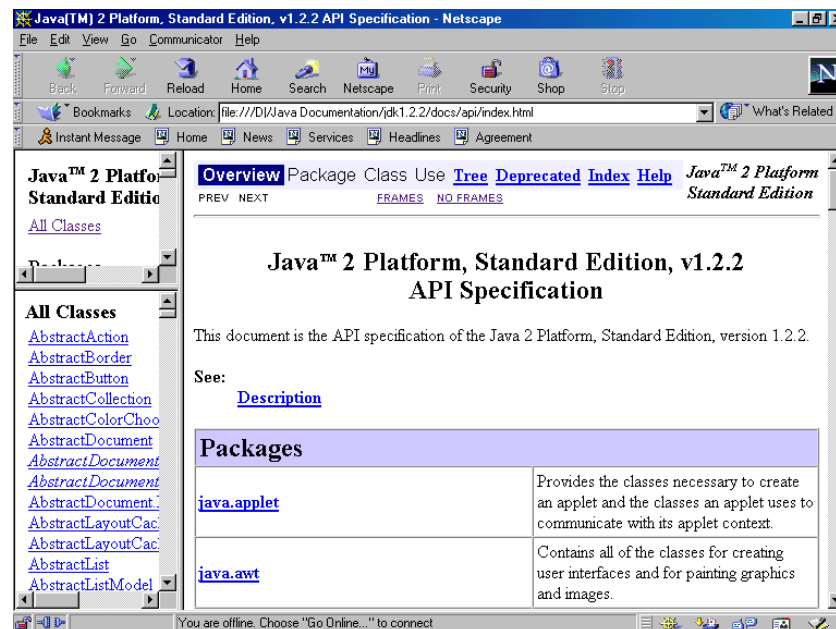 Java(TM) 2 Platform, Standard Edition, v1.2.2 API Specification - Netscape
File Edit View Go Communicator Help
Back Forward Reload Home Search Netscape Print Security Shop Stop
My
N
Bookmarks Location: file:///D|/Java Documentation/jdk1.2.2/docs/api/index.html What's Related
Instant Message Home News Services Headlines Agreement
Java™ 2 Platfor
Standard Editio
All Classes
All Classes
AbstractAction
AbstractBorder
AbstractButton
AbstractCollection
AbstractColorChoo
AbstractDocument
AbstractDocument
AbstractDocument
AbstractDocument.
AbstractLayoutCac
AbstractLayoutCac
AbstractList
AbstractListModel
Overview Package Class Use Tree Deprecated Index Help
PREV NEXT FRAMES NO FRAMES
Java™ 2 Platform
Standard Edition
Java™ 2 Platform, Standard Edition, v1.2.2
API Specification
This document is the API specification of the Java 2 Platform, Standard Edition, version 1.2.2.
See:
Description
Packages
java.applet
Provides the classes necessary to create
an applet and the classes an applet uses to
communicate with its applet context.
java.awt
Contains all of the classes for creating
user interfaces and for painting graphics
and images.
You are offline. Choose "Go Online..." to connect